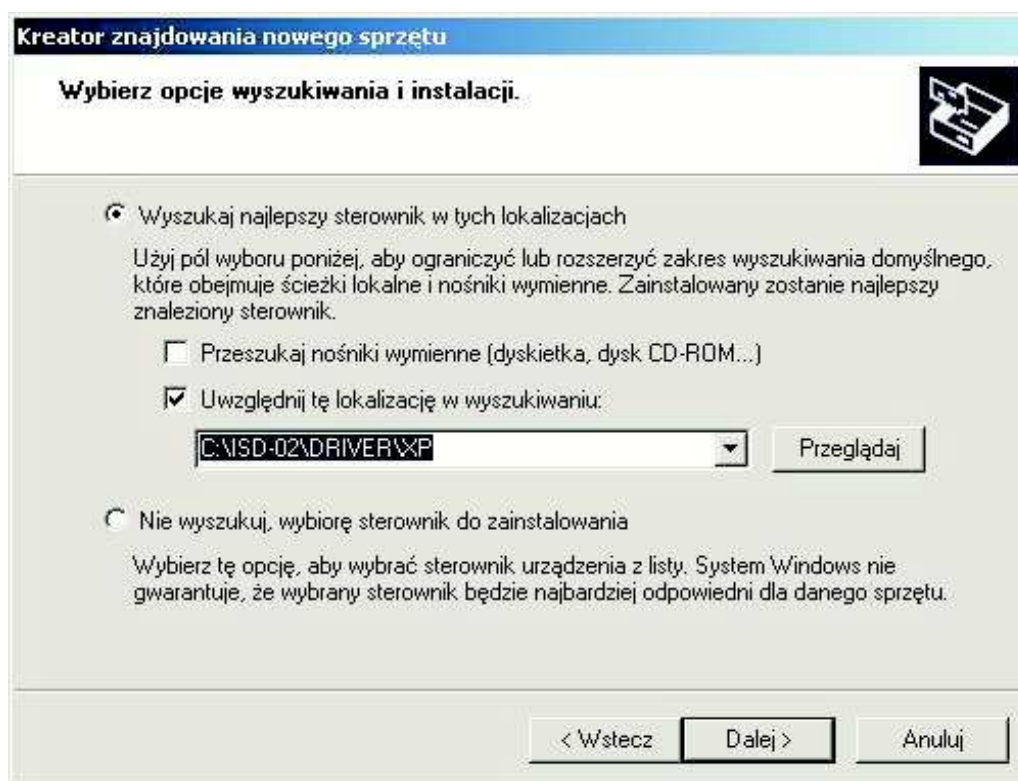 Kreator znajdowania nowego sprzętu
Wybierz opcje wyszukiwania i instalacji.
Wyszukaj najlepszy sterownik w tych lokalizacjach
Użyj pól wyboru poniżej, aby ograniczyć lub rozszerzyć zakres wyszukiwania domyślnego,
które obejmuje ścieżki lokalne i nośniki wymienne. Zainstalowany zostanie najlepszy
znaleziony sterownik.
Przeszukaj nośniki wymienne (dyskietka, dysk CD-ROM...)
Uwzględnij tę lokalizację w wyszukiwaniu:
C:\ISD-02\DRIVER\XP
Przeglądaj
Nie wyszukuj, wybiorę sterownik do zainstalowania
Wybierz tę opcję, aby wybrać sterownik urządzenia z listy. System Windows nie
gwarantuje, że wybrany sterownik będzie najbardziej odpowiedni dla danego sprzętu.
< Wstecz
Dalej >
Anuluj